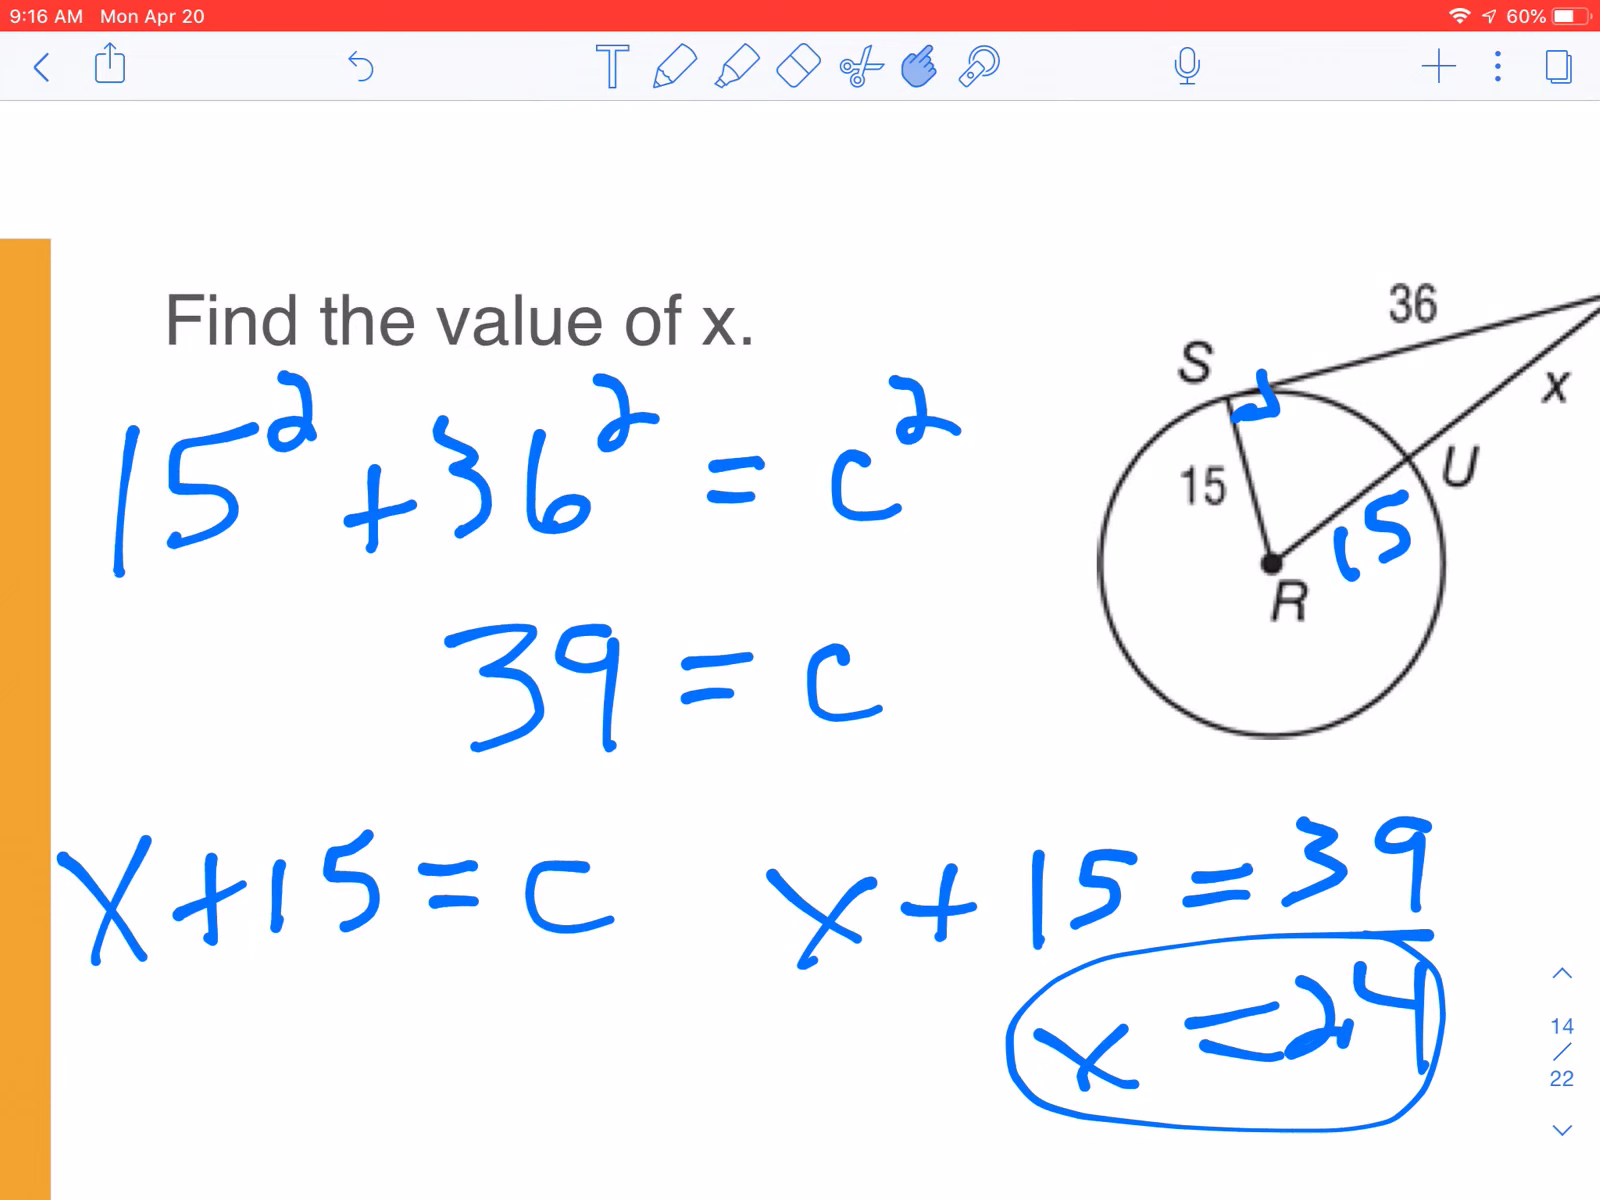 9:16 AM Mon Apr 20
60%
T
Find the value of x.
36
S
x
15² + 36² = c²
U
15
15
R
39 = c
x + 15 = c
x + 15 = 39
x = 24
14
/
22